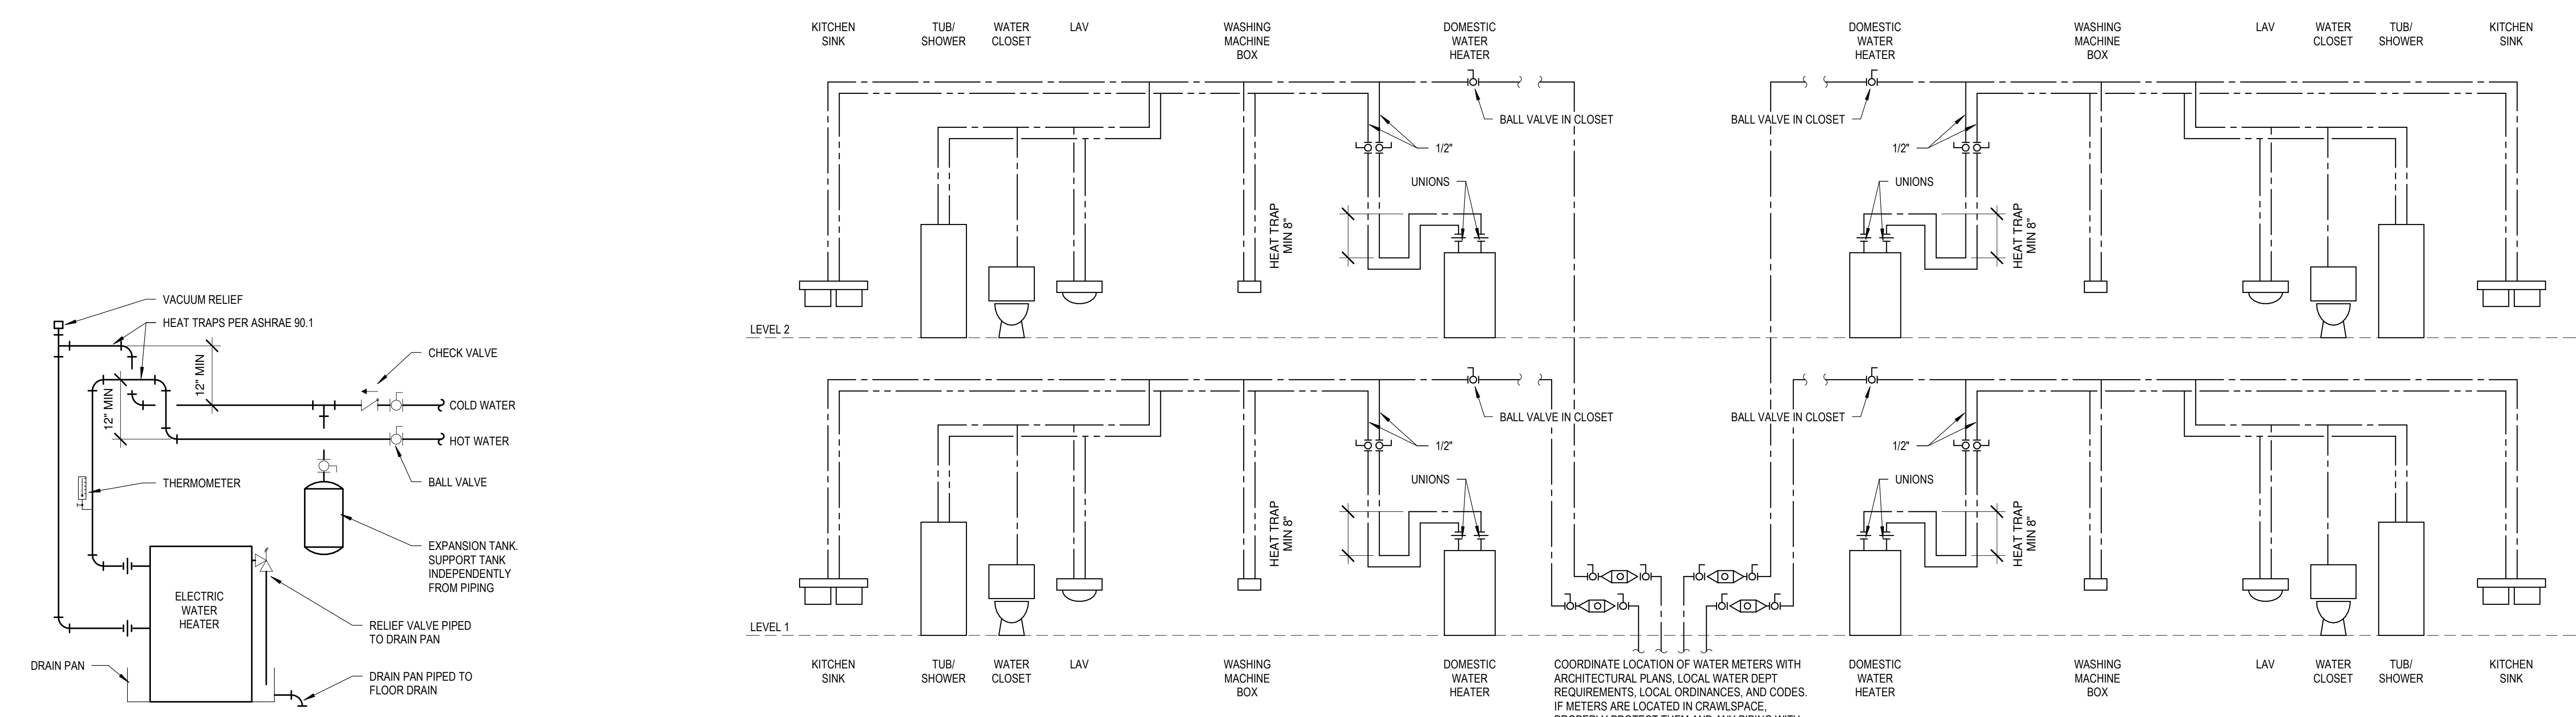 VACUUM RELIEF
HEAT TRAPS PER ASHRAE 90.1
12" MIN
12" MIN
CHECK VALVE
COLD WATER
HOT WATER
BALL VALVE
THERMOMETER
EXPANSION TANK.
SUPPORT TANK
INDEPENDENTLY
FROM PIPING
ELECTRIC
WATER
HEATER
RELIEF VALVE PIPED
TO DRAIN PAN
DRAIN PAN
DRAIN PAN PIPED TO
FLOOR DRAIN
KITCHEN
SINK
TUB/
SHOWER
WATER
CLOSET
LAV
WASHING
MACHINE
BOX
DOMESTIC
WATER
HEATER
DOMESTIC
WATER
HEATER
WASHING
MACHINE
BOX
LAV
WATER
CLOSET
TUB/
SHOWER
KITCHEN
SINK
BALL VALVE IN CLOSET
BALL VALVE IN CLOSET
1/2"
1/2"
UNIONS
UNIONS
HEAT TRAP
MIN 8"
HEAT TRAP
MIN 8"
LEVEL 2
BALL VALVE IN CLOSET
BALL VALVE IN CLOSET
1/2"
1/2"
UNIONS
UNIONS
HEAT TRAP
MIN 8"
HEAT TRAP
MIN 8"
LEVEL 1
KITCHEN
SINK
TUB/
SHOWER
WATER
CLOSET
LAV
WASHING
MACHINE
BOX
DOMESTIC
WATER
HEATER
COORDINATE LOCATION OF WATER METERS WITH
ARCHITECTURAL PLANS, LOCAL WATER DEPT
REQUIREMENTS, LOCAL ORDINANCES, AND CODES.
IF METERS ARE LOCATED IN CRAWLSPACE,
PROPERLY PROTECT THEM AND ANY PIPING WITH
DOMESTIC
WATER
HEATER
WASHING
MACHINE
BOX
LAV
WATER
CLOSET
TUB/
SHOWER
KITCHEN
SINK